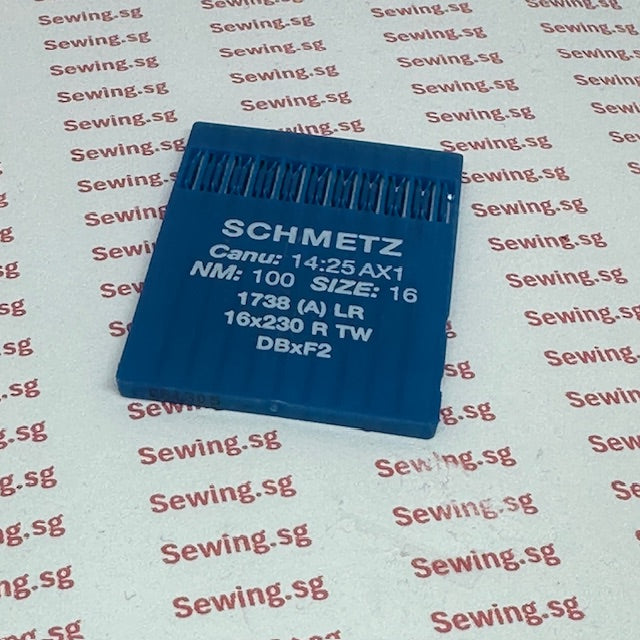 SCHMETZ
Canu: 14:25 AX1
NM: 100 SIZE: 16
1738 (A) LR
16x230 R TW
DBxF2
Sewing.sg